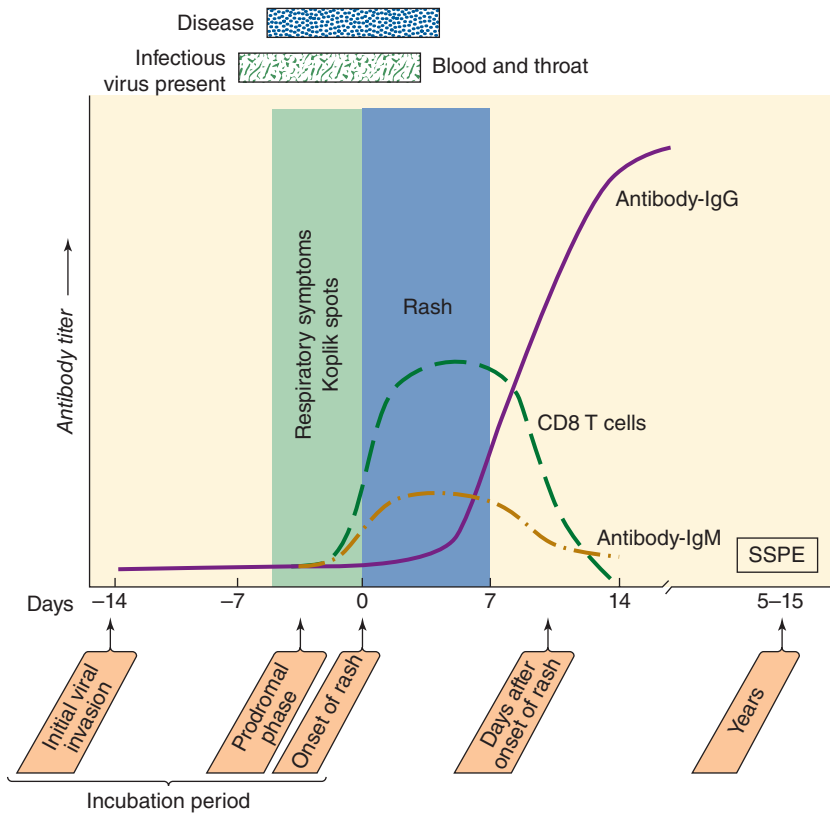 Disease
Infectious
virus present
Blood and throat
Antibody titer
Respiratory symptoms
Koplik spots
Rash
Antibody-IgG
CD8 T cells
Antibody-IgM
SSPE
Days
–14
–7
0
7
14
5–15
Initial viral
invasion
Prodromal
phase
Onset of rash
Days after
onset of rash
Years
Incubation period